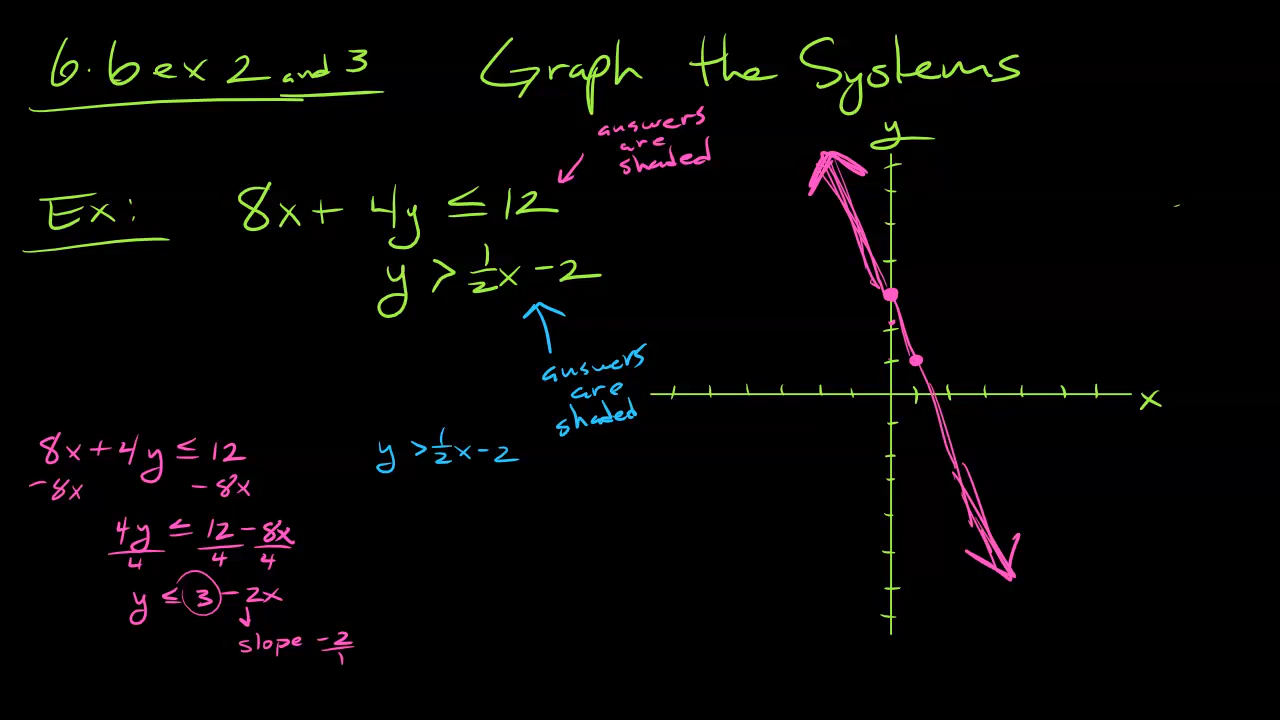 6.6 ex 2 and 3 Graph the Systems
answers
are
shaded
y
Ex: 8x + 4y ≤ 12
y > 1/2x - 2
answers
are
shaded
x
8x + 4y ≤ 12
-8x -8x
4y/4 ≤ 12/4 - 8x/4
y ≤ 3 - 2x
slope -2/1
y > 1/2x - 2